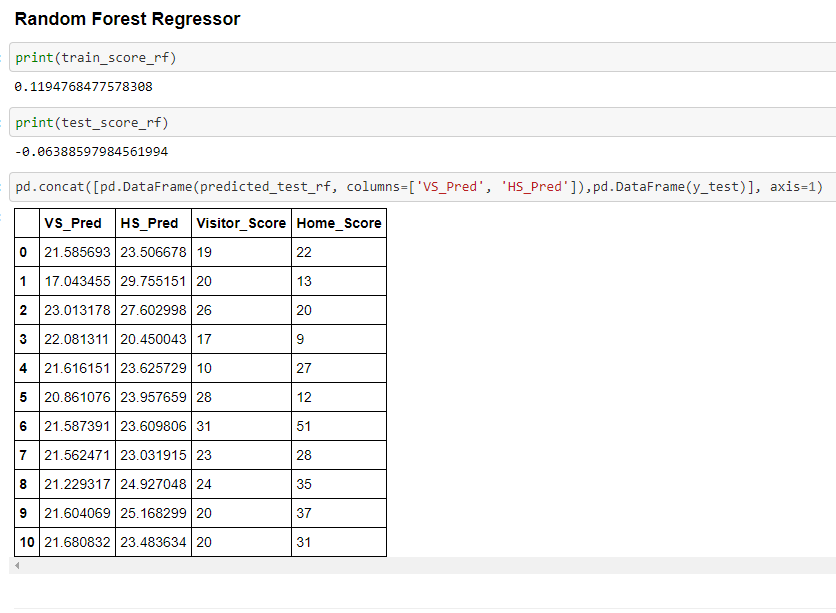 Random Forest Regressor
print(train_score_rf)
0.1194768477578308
print(test_score_rf)
-0.06388597984561994
pd.concat([pd.DataFrame(predicted_test_rf, columns=['VS_Pred', 'HS_Pred']),pd.DataFrame(y_test)], axis=1)
VS_Pred HS_Pred Visitor_Score Home_Score
0 21.585693 23.506678 19 22
1 17.043455 29.755151 20 13
2 23.013178 27.602998 26 20
3 22.081311 20.450043 17 9
4 21.616151 23.625729 10 27
5 20.861076 23.957659 28 12
6 21.587391 23.609806 31 51
7 21.562471 23.031915 23 28
8 21.229317 24.927048 24 35
9 21.604069 25.168299 20 37
10 21.680832 23.483634 20 31